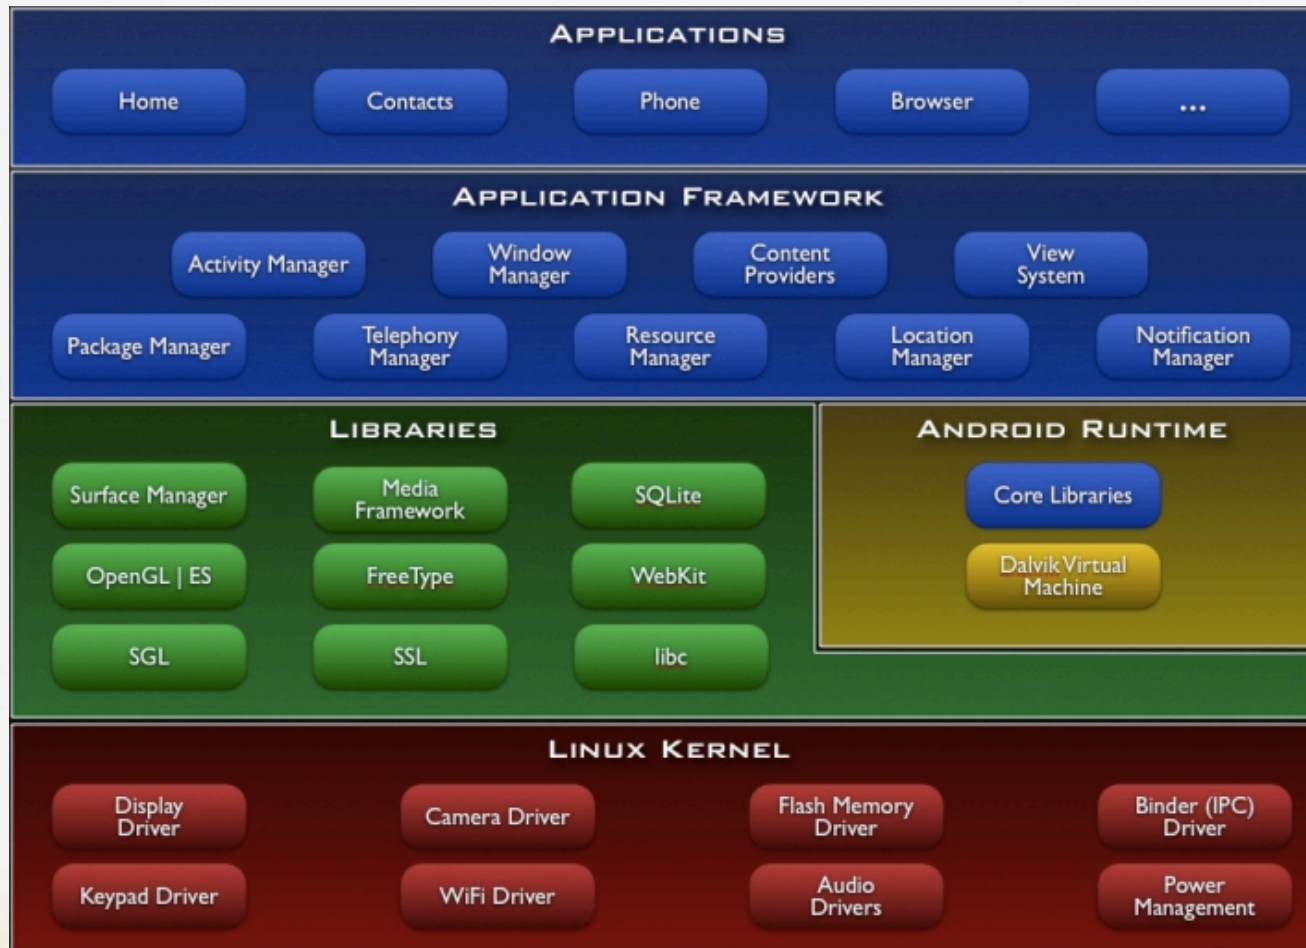 APPLICATIONS
Home
Contacts
Phone
Browser
...
APPLICATION FRAMEWORK
Activity Manager
Window
Manager
Content
Providers
View
System
Package Manager
Telephony
Manager
Resource
Manager
Location
Manager
Notification
Manager
LIBRARIES
Surface Manager
Media
Framework
SQLite
OpenGL | ES
FreeType
WebKit
SGL
SSL
libc
ANDROID RUNTIME
Core Libraries
Dalvik Virtual
Machine
LINUX KERNEL
Display
Driver
Camera Driver
Flash Memory
Driver
Binder (IPC)
Driver
Keypad Driver
WiFi Driver
Audio
Drivers
Power
Management